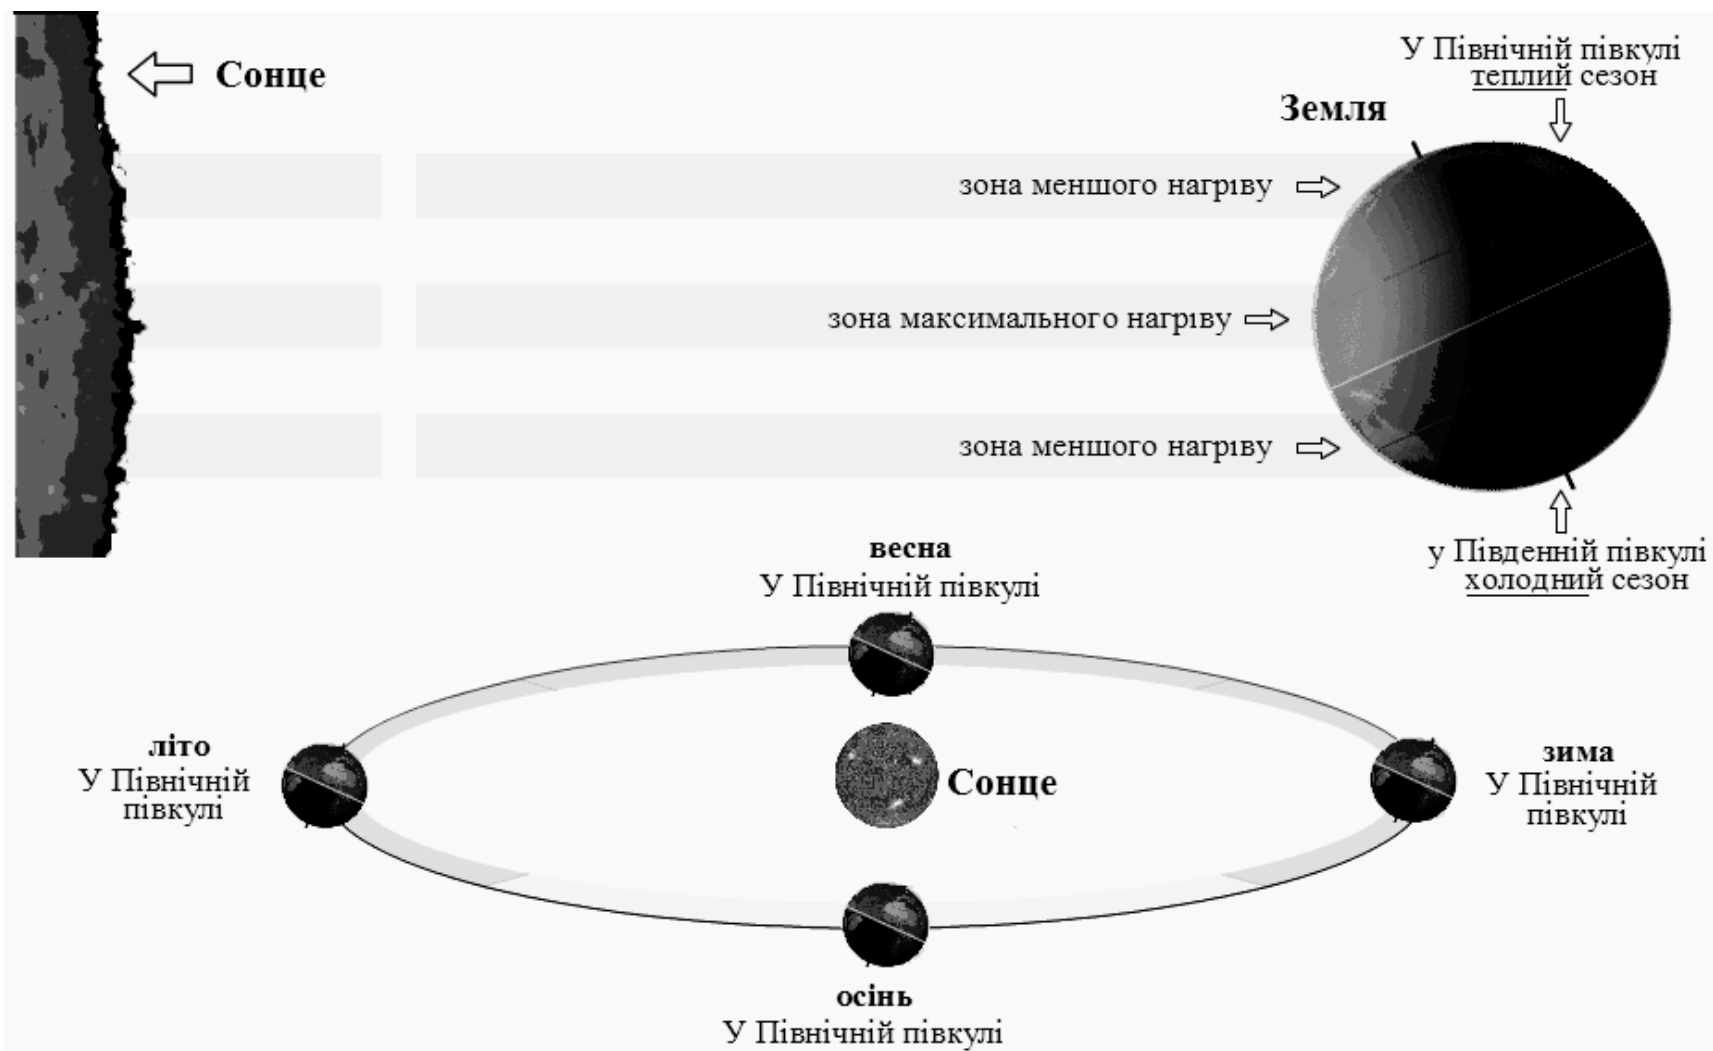 У Північній півкулі
теплий сезон
Сонце
Земля
зона меншого нагріву
зона максимального нагріву
зона меншого нагріву
у Південній півкулі
холодний сезон
весна
У Північній півкулі
літо
У Північній
півкулі
Сонце
зима
У Північній
півкулі
осінь
У Північній півкулі